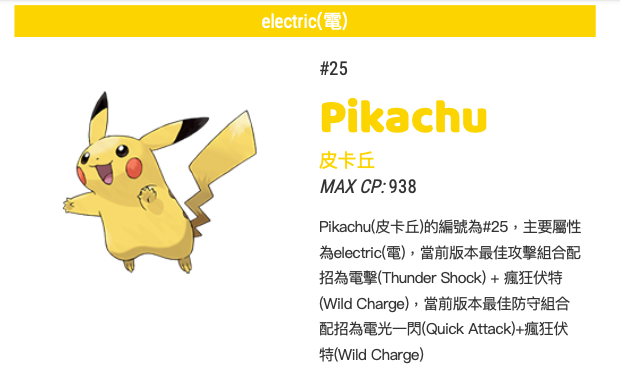 electric(電)
#25
Pikachu
皮卡丘
MAX CP: 938
Pikachu(皮卡丘)的編號為#25，主要屬性
為electric(電)，當前版本最佳攻擊組合配
招為電擊(Thunder Shock) + 瘋狂伏特
(Wild Charge)，當前版本最佳防守組合
配招為電光一閃(Quick Attack)+瘋狂伏
特(Wild Charge)